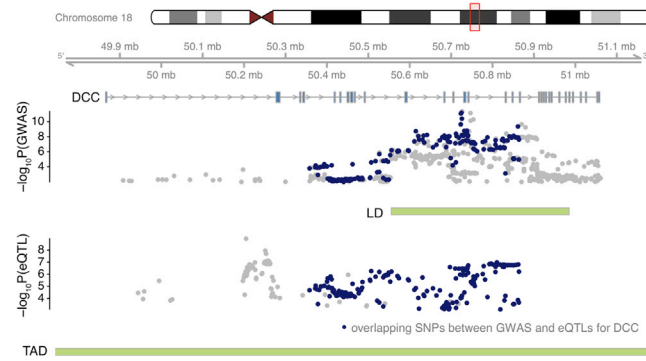 Chromosome 18
49.9 mb 50.1 mb 50.3 mb 50.5 mb 50.7 mb 50.9 mb 51.1 mb
5' 3'
50 mb 50.2 mb 50.4 mb 50.6 mb 50.8 mb 51 mb
DCC
−log10 P(GWAS)
10
8
6
4
LD
−log10 P(eQTL)
8
7
6
5
4
overlapping SNPs between GWAS and eQTLs for DCC
TAD